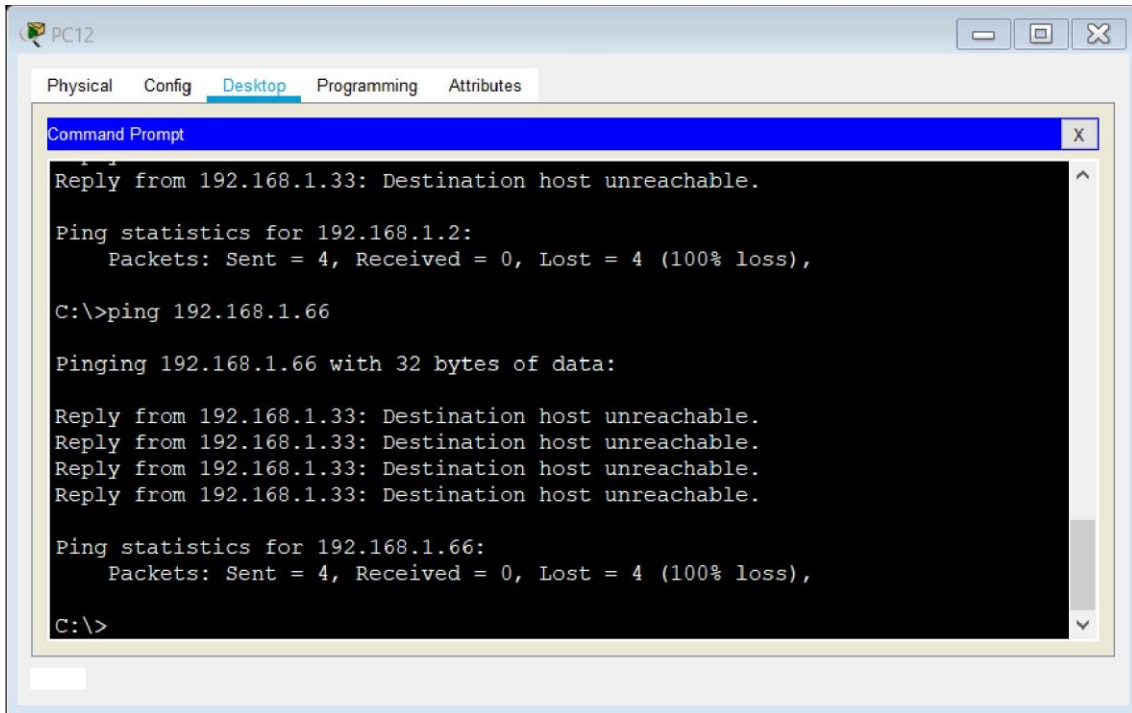 PC12
Physical Config Desktop Programming Attributes
Command Prompt
X
Reply from 192.168.1.33: Destination host unreachable.
Ping statistics for 192.168.1.2:
Packets: Sent = 4, Received = 0, Lost = 4 (100% loss),
C:\>ping 192.168.1.66
Pinging 192.168.1.66 with 32 bytes of data:
Reply from 192.168.1.33: Destination host unreachable.
Reply from 192.168.1.33: Destination host unreachable.
Reply from 192.168.1.33: Destination host unreachable.
Reply from 192.168.1.33: Destination host unreachable.
Ping statistics for 192.168.1.66:
Packets: Sent = 4, Received = 0, Lost = 4 (100% loss),
C:\>